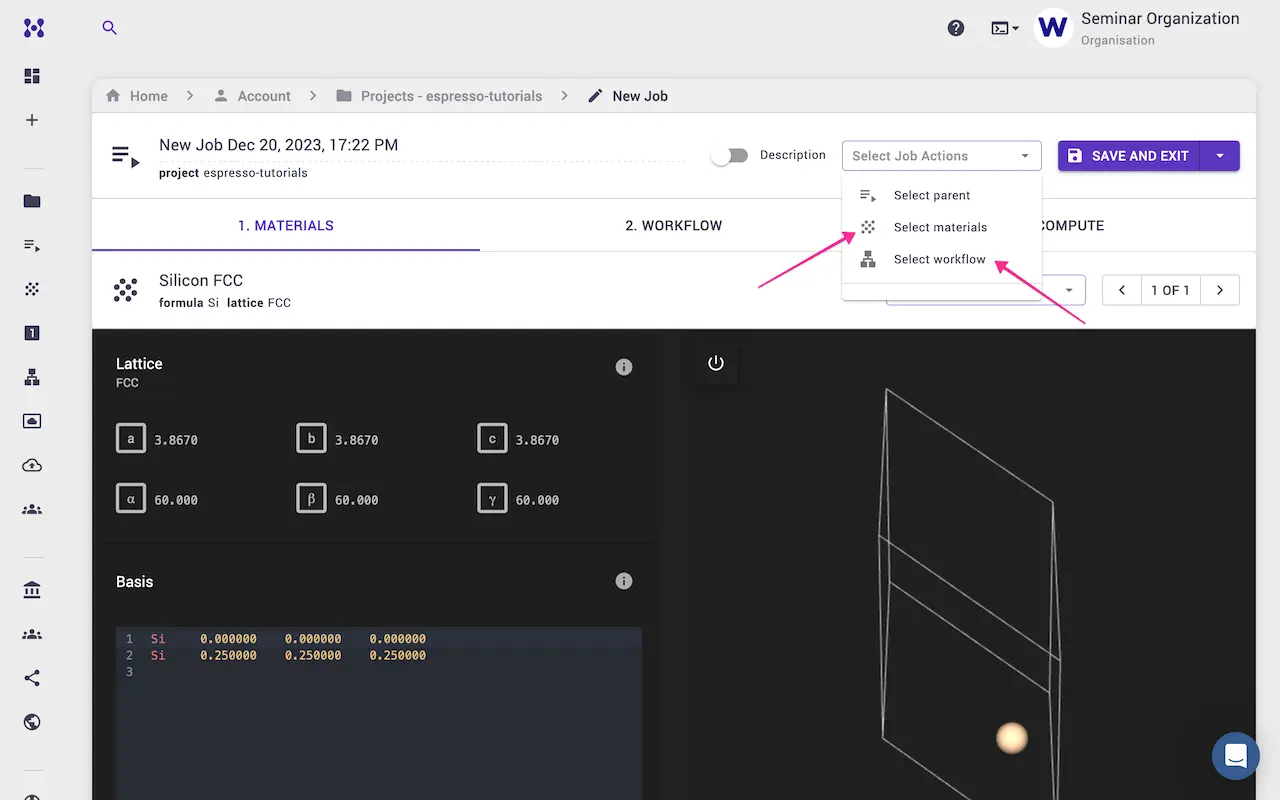 W
Seminar Organization
Organisation
Home
Account
Projects - espresso-tutorials
New Job
New Job Dec 20, 2023, 17:22 PM
project espresso-tutorials
Description
Select Job Actions
SAVE AND EXIT
Select parent
Select materials
Select workflow
1. MATERIALS
2. WORKFLOW
COMPUTE
Silicon FCC
formula Si lattice FCC
1 OF 1
1
Lattice
FCC
a 3.8670
b 3.8670
c 3.8670
α 60.000
β 60.000
γ 60.000
Basis
1 Si 0.000000 0.000000 0.000000
2 Si 0.250000 0.250000 0.250000
3